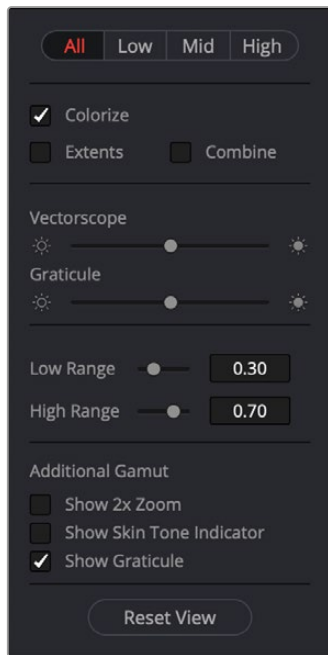 All Low Mid High
Colorize
Extents Combine
Vectorscope
Graticule
Low Range 0.30
High Range 0.70
Additional Gamut
Show 2x Zoom
Show Skin Tone Indicator
Show Graticule
Reset View